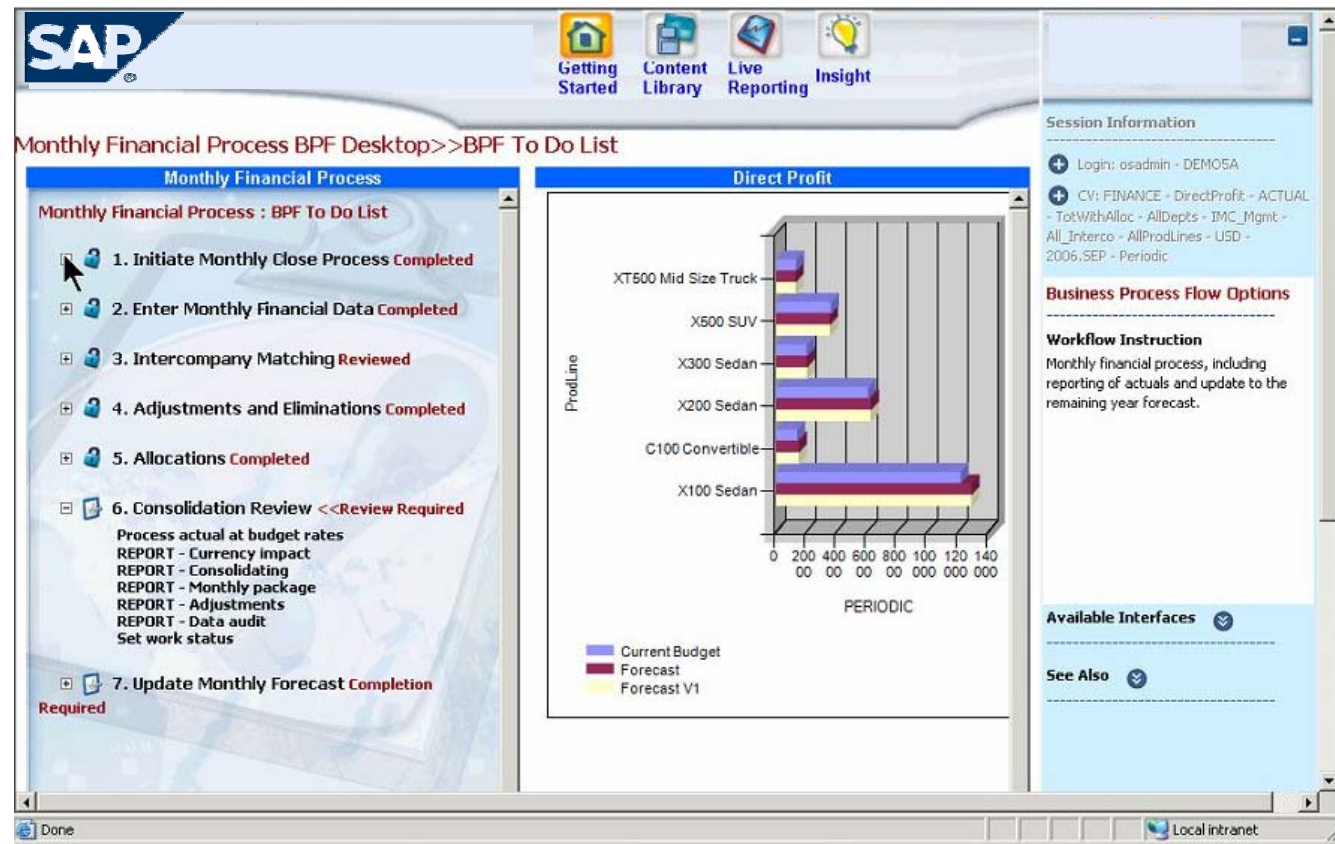 SAP
®
Getting Started
Content Library
Live Reporting
Insight
Monthly Financial Process BPF Desktop>>BPF To Do List
Monthly Financial Process
Monthly Financial Process : BPF To Do List
1. Initiate Monthly Close Process Completed
2. Enter Monthly Financial Data Completed
3. Intercompany Matching Reviewed
4. Adjustments and Eliminations Completed
5. Allocations Completed
6. Consolidation Review <<Review Required
Process actual at budget rates
REPORT - Currency impact
REPORT - Consolidating
REPORT - Monthly package
REPORT - Adjustments
REPORT - Data audit
Set work status
7. Update Monthly Forecast Completion
Required
Direct Profit
ProdLine
XT500 Mid Size Truck
X500 SUV
X300 Sedan
X200 Sedan
C100 Convertible
X100 Sedan
0 200 400 600 800 100 120 140
00 00 00 00 000 000 000
PERIODIC
Current Budget
Forecast
Forecast V1
Session Information
Login: osadmin - DEMO5A
CV: FINANCE - DirectProfit - ACTUAL
- TotWithAlloc - AllDepts - IMC_Mgmt -
All_Interco - AllProdLines - USD -
2006.SEP - Periodic
Business Process Flow Options
Workflow Instruction
Monthly financial process, including
reporting of actuals and update to the
remaining year forecast.
Available Interfaces
See Also
Done
Local intranet